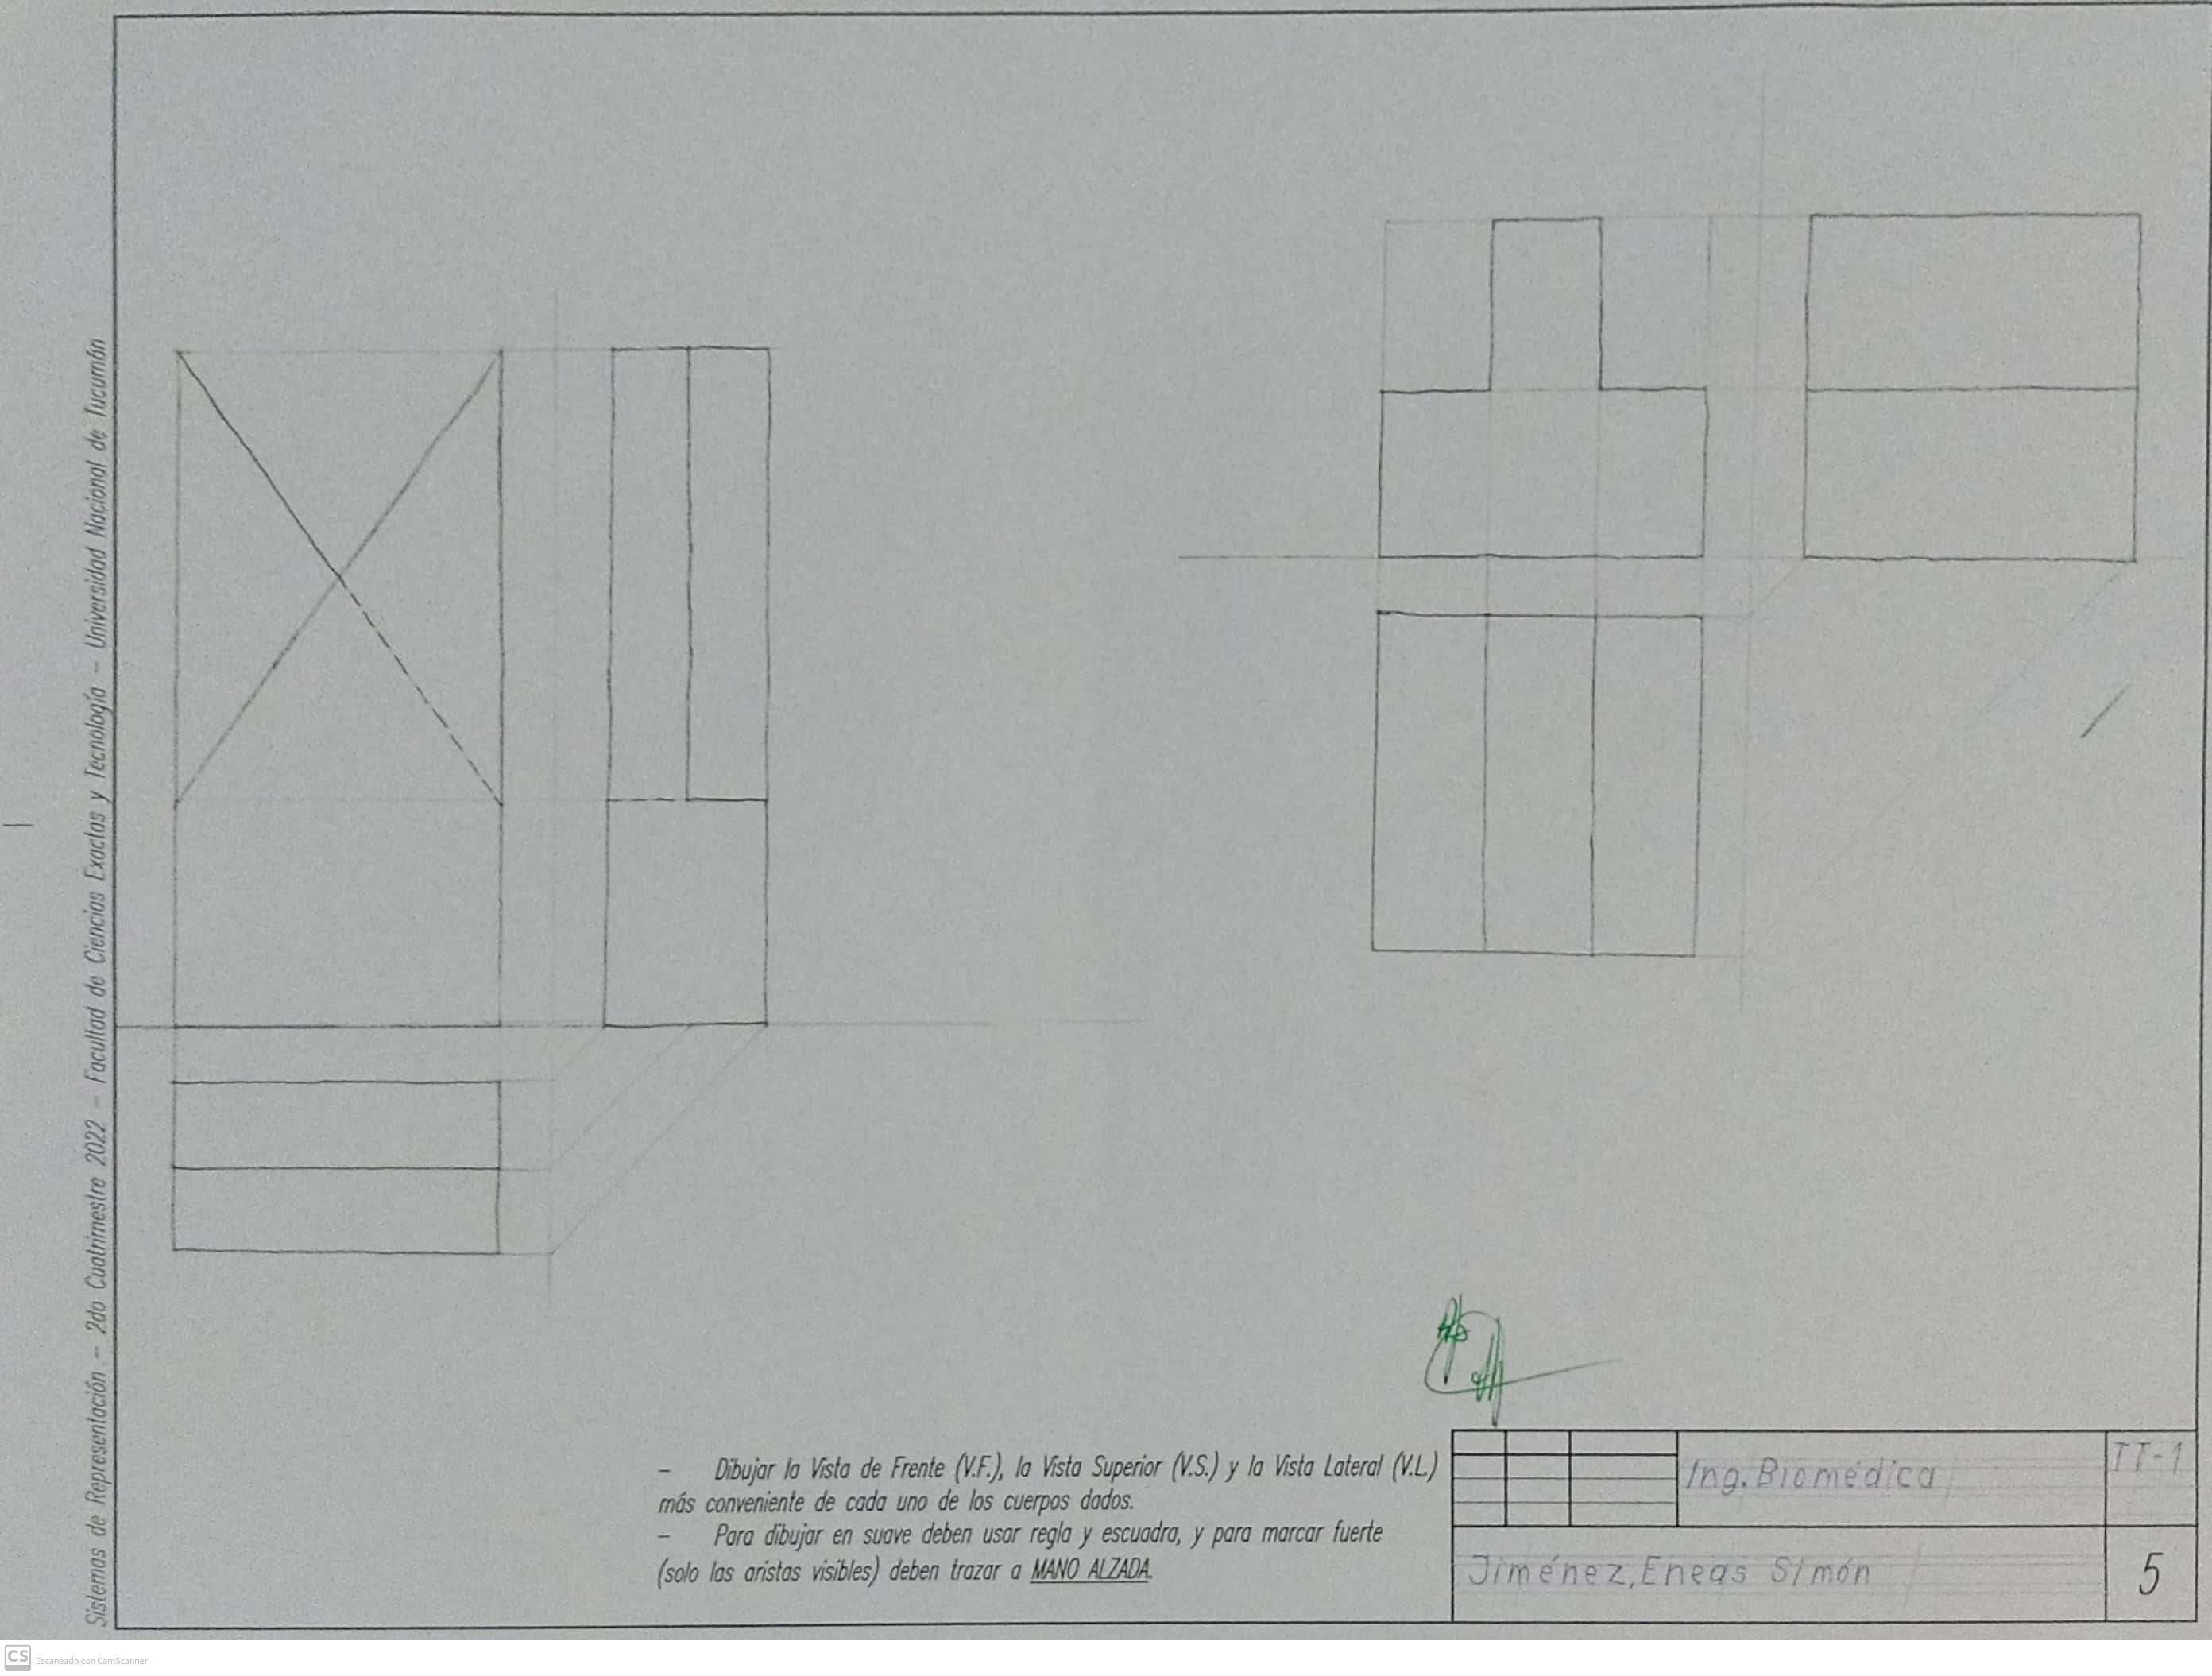 Sistemas de Representación - 2do Cuatrimestre 2022 - Facultad de Ciencias Exactas y Tecnología - Universidad Nacional de Tucumán
- Dibujar la Vista de Frente (V.F.), la Vista Superior (V.S.) y la Vista Lateral (V.L.)
más conveniente de cada uno de los cuerpos dados.
- Para dibujar en suave deben usar regla y escuadra, y para marcar fuerte
(solo las aristas visibles) deben trazar a MANO ALZADA.
Ing. Biomédica
TT-1
Jiménez, Eneas Simón
5
CS Escaneado con CamScanner